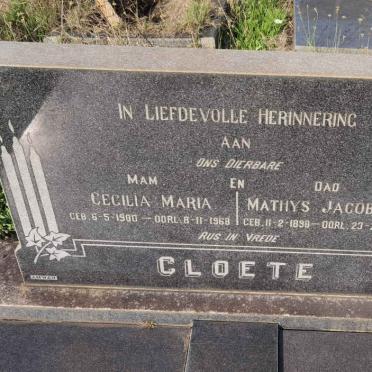 IN LIEFDEVOLLE HERINNERING
AAN
ONS DIERBARE
MAM EN DAD
CECILIA MARIA MATHYS JACOB
GEB. 6-5-1900 — OORL. 8-11-1968 GEB. 11-2-1898 — OORL. 23-
RUS IN VREDE
CLOETE